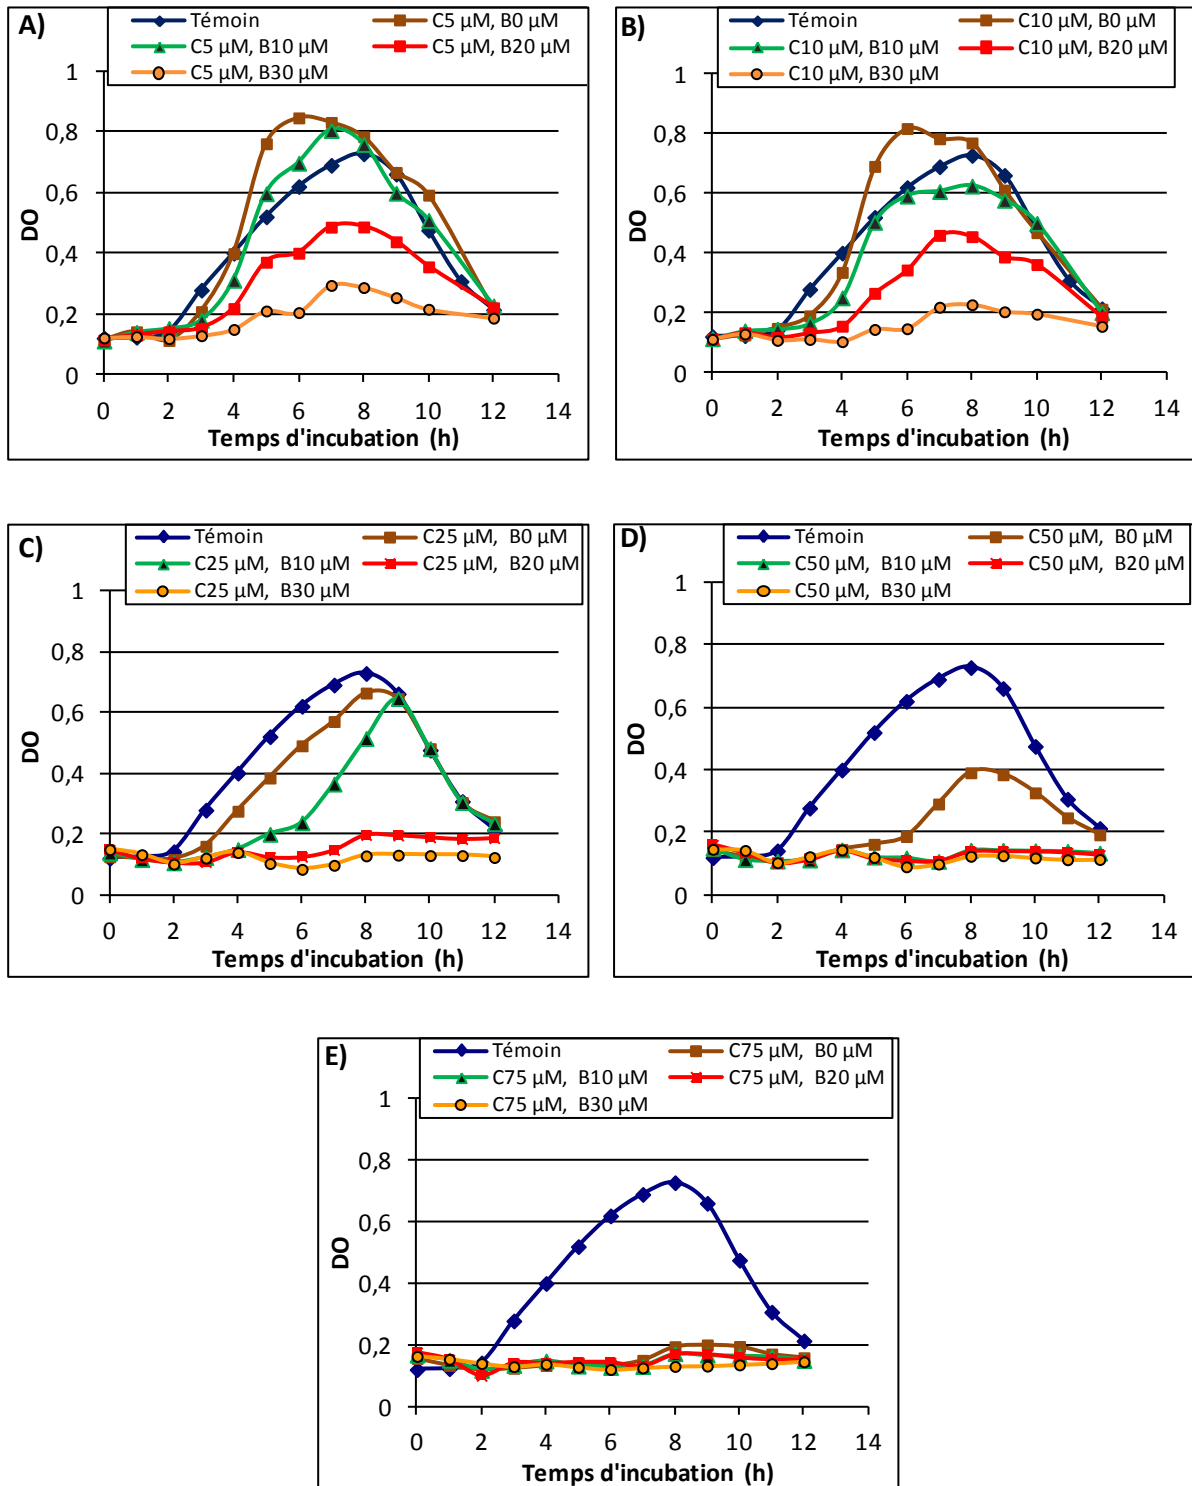 A)
Témoin C5 µM, B0 µM
C5 µM, B10 µM C5 µM, B20 µM
C5 µM, B30 µM
1
0,8
0,6
0,4
0,2
0
DO
0 2 4 6 8 10 12 14
Temps d'incubation (h)
B)
Témoin C10 µM, B0 µM
C10 µM, B10 µM C10 µM, B20 µM
C10 µM, B30 µM
1
0,8
0,6
0,4
0,2
0
DO
0 2 4 6 8 10 12 14
Temps d'incubation (h)
C)
Témoin C25 µM, B0 µM
C25 µM, B10 µM C25 µM, B20 µM
C25 µM, B30 µM
1
0,8
0,6
0,4
0,2
0
DO
0 2 4 6 8 10 12 14
Temps d'incubation (h)
D)
Témoin C50 µM, B0 µM
C50 µM, B10 µM C50 µM, B20 µM
C50 µM, B30 µM
1
0,8
0,6
0,4
0,2
0
DO
0 2 4 6 8 10 12 14
Temps d'incubation (h)
E)
Témoin C75 µM, B0 µM
C75 µM, B10 µM C75 µM, B20 µM
C75 µM, B30 µM
1
0,8
0,6
0,4
0,2
0
DO
0 2 4 6 8 10 12 14
Temps d'incubation (h)